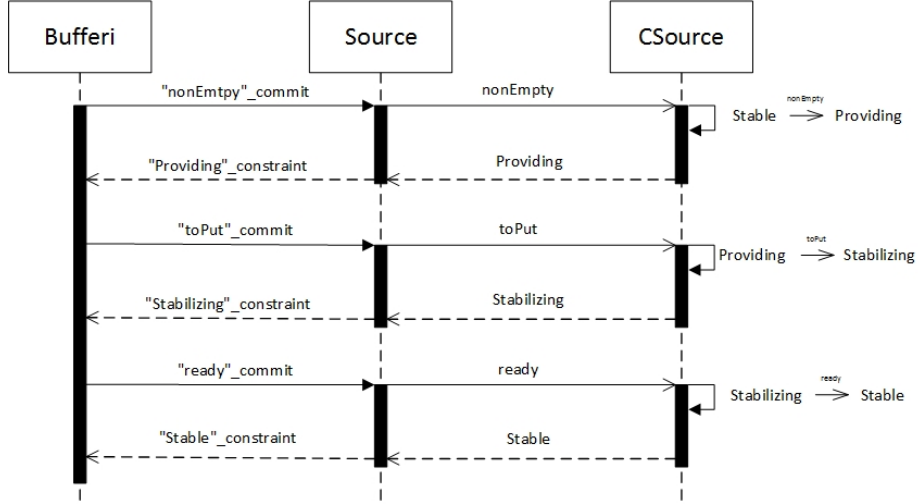 Bufferi
Source
CSource
"nonEmtpy"_commit
nonEmpty
Stable nonEmpty Providing
"Providing"_constraint
Providing
"toPut"_commit
toPut
Providing toPut Stabilizing
"Stabilizing"_constraint
Stabilizing
"ready"_commit
ready
Stabilizing ready Stable
"Stable"_constraint
Stable